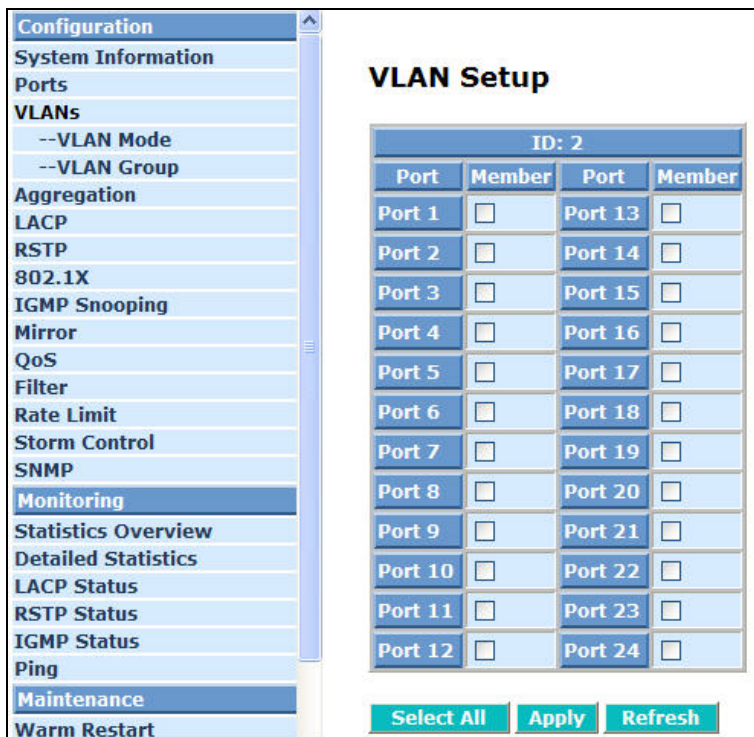 Configuration
System Information
Ports
VLANs
--VLAN Mode
--VLAN Group
Aggregation
LACP
RSTP
802.1X
IGMP Snooping
Mirror
QoS
Filter
Rate Limit
Storm Control
SNMP
Monitoring
Statistics Overview
Detailed Statistics
LACP Status
RSTP Status
IGMP Status
Ping
Maintenance
Warm Restart
VLAN Setup
ID: 2
Port Member Port Member
Port 1 Port 13
Port 2 Port 14
Port 3 Port 15
Port 4 Port 16
Port 5 Port 17
Port 6 Port 18
Port 7 Port 19
Port 8 Port 20
Port 9 Port 21
Port 10 Port 22
Port 11 Port 23
Port 12 Port 24
Select All Apply Refresh